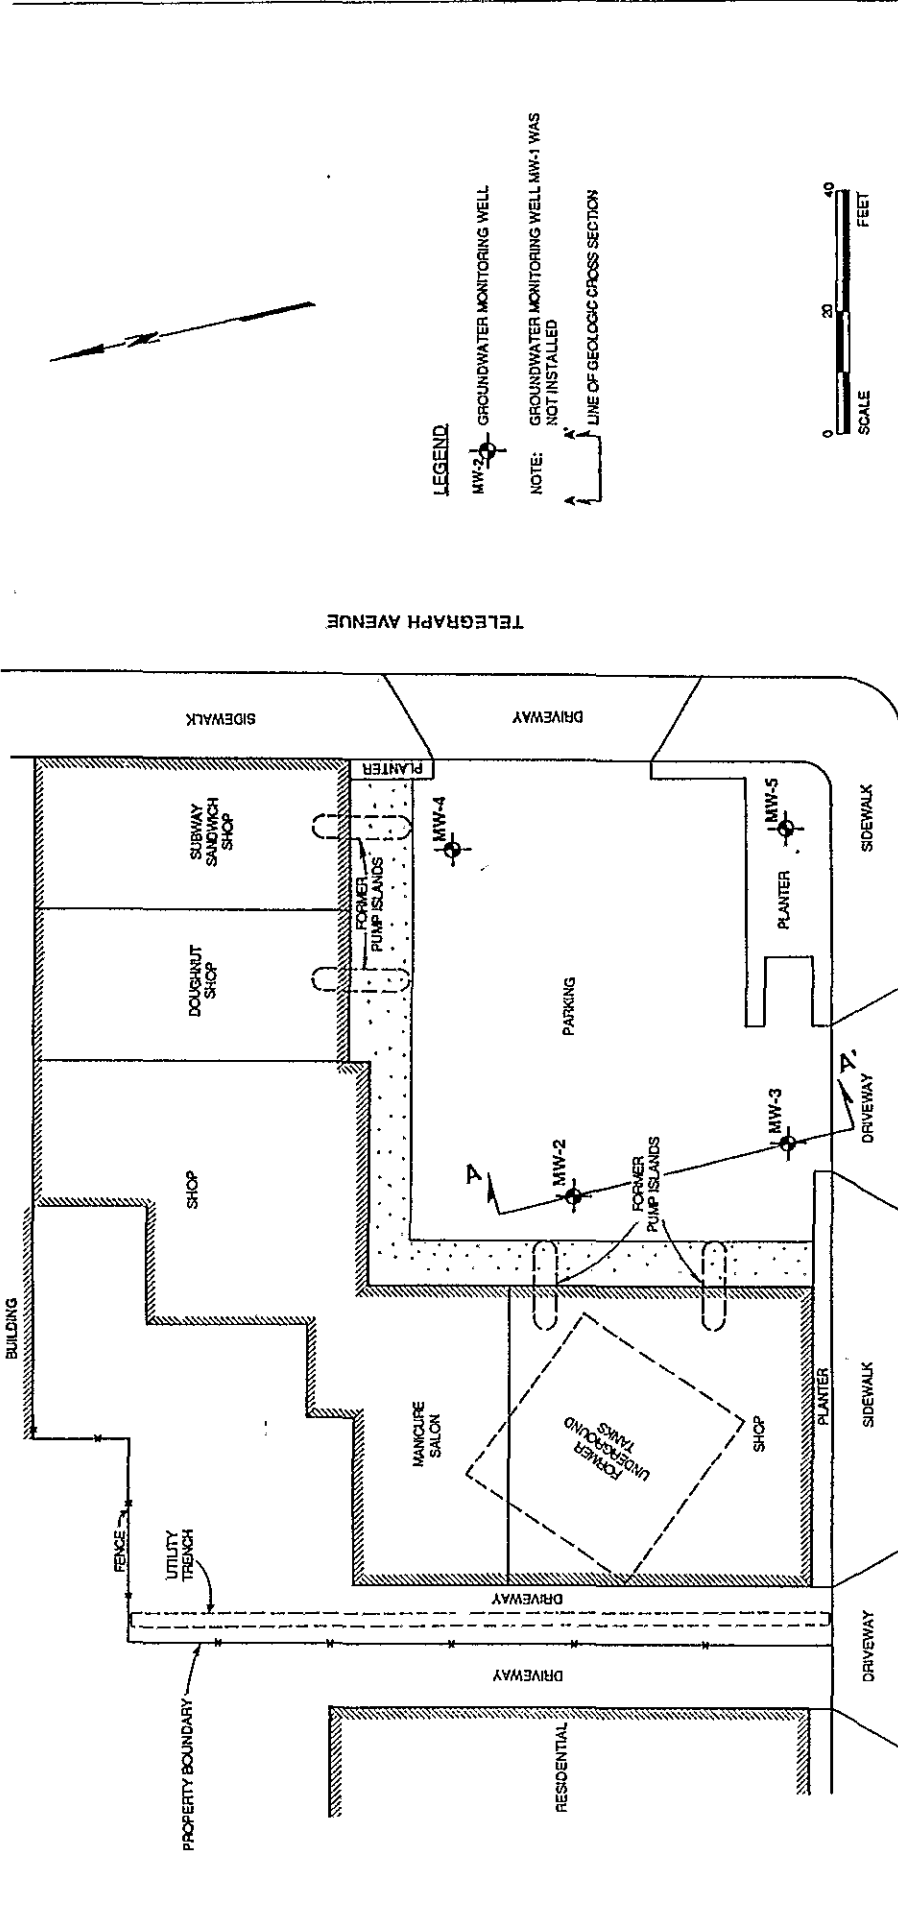 BUILDING
FENCE
UTILITY
TRENCH
PROPERTY BOUNDARY
DRIVEWAY
DRIVEWAY
RESIDENTIAL
MANICURE
SALON
FORMER
UNDERGROUND
TANKS
SHOP
PLANTER
SHOP
DOUGHNUT
SHOP
SUBWAY
SANDWICH
SHOP
FORMER
PUMP ISLANDS
PLANTER
SIDEWALK
DRIVEWAY
TELEGRAPH AVENUE
MW-4
PARKING
A
MW-2
FORMER
PUMP ISLANDS
MW-3
A'
PLANTER
MW-5
DRIVEWAY
SIDEWALK
DRIVEWAY
SIDEWALK
LEGEND
MW-2 GROUNDWATER MONITORING WELL
NOTE: GROUNDWATER MONITORING WELL MW-1 WAS
NOT INSTALLED
A A' LINE OF GEOLOGIC CROSS SECTION
0 20 40
SCALE FEET